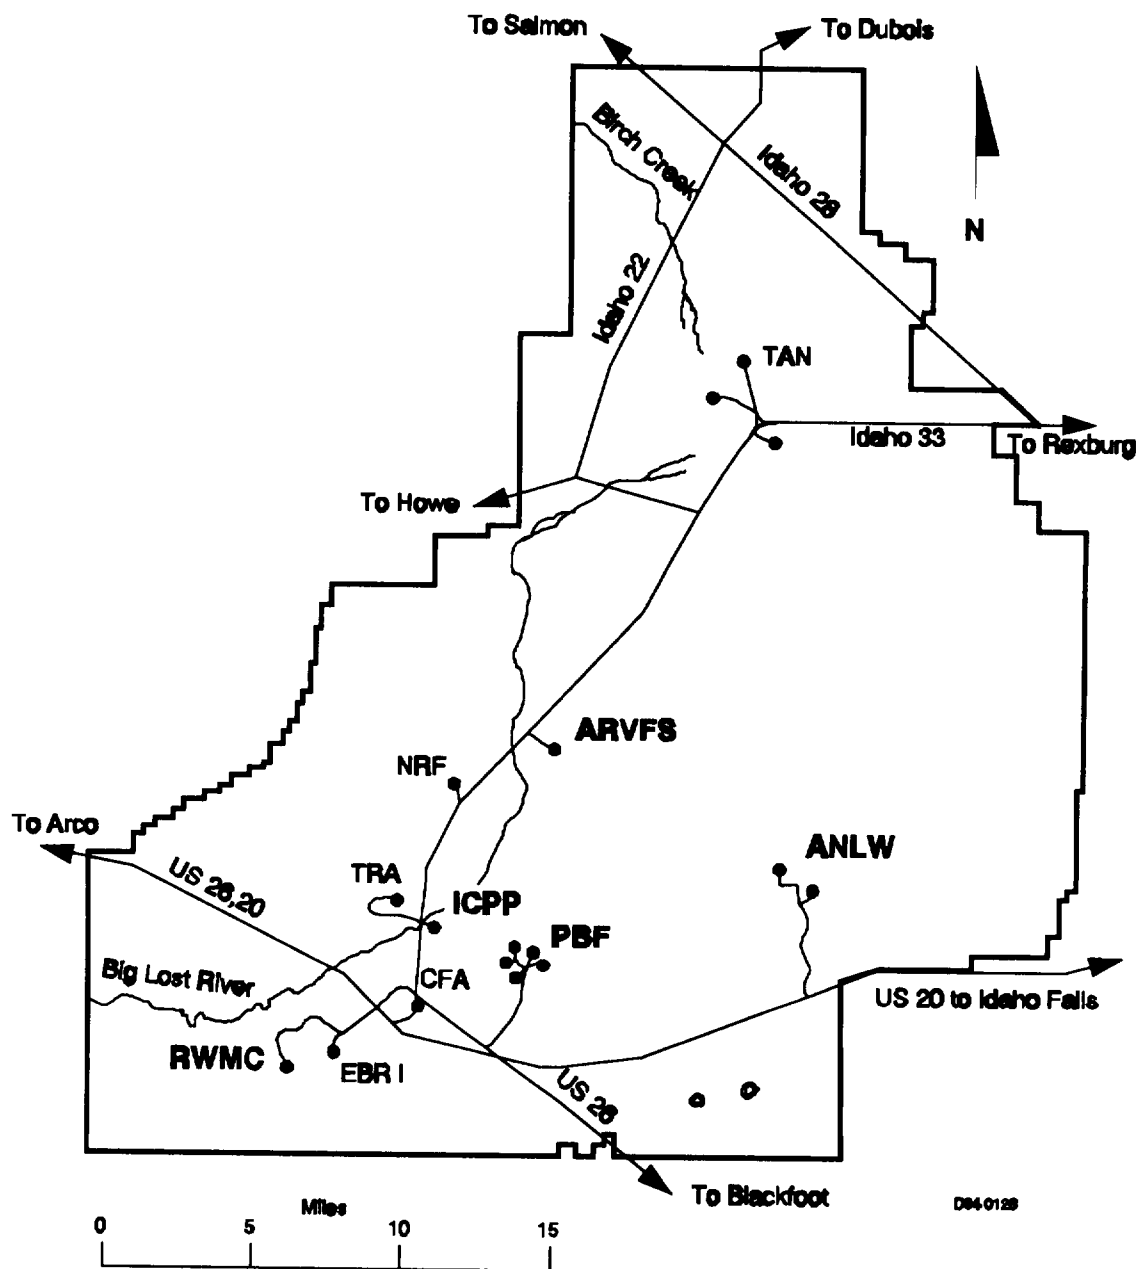 To Salmon
To Dubois
Birch Creek
Idaho 28
N
Idaho 22
TAN
Idaho 33
To Rexburg
To Howe
ARVFS
NRF
To Arco
ANLW
US 26,20
TRA
ICPP
PBF
Big Lost River
CFA
US 20 to Idaho Falls
RWMC
EBR I
US 26
To Blackfoot
D94 0126
Miles
0 5 10 15